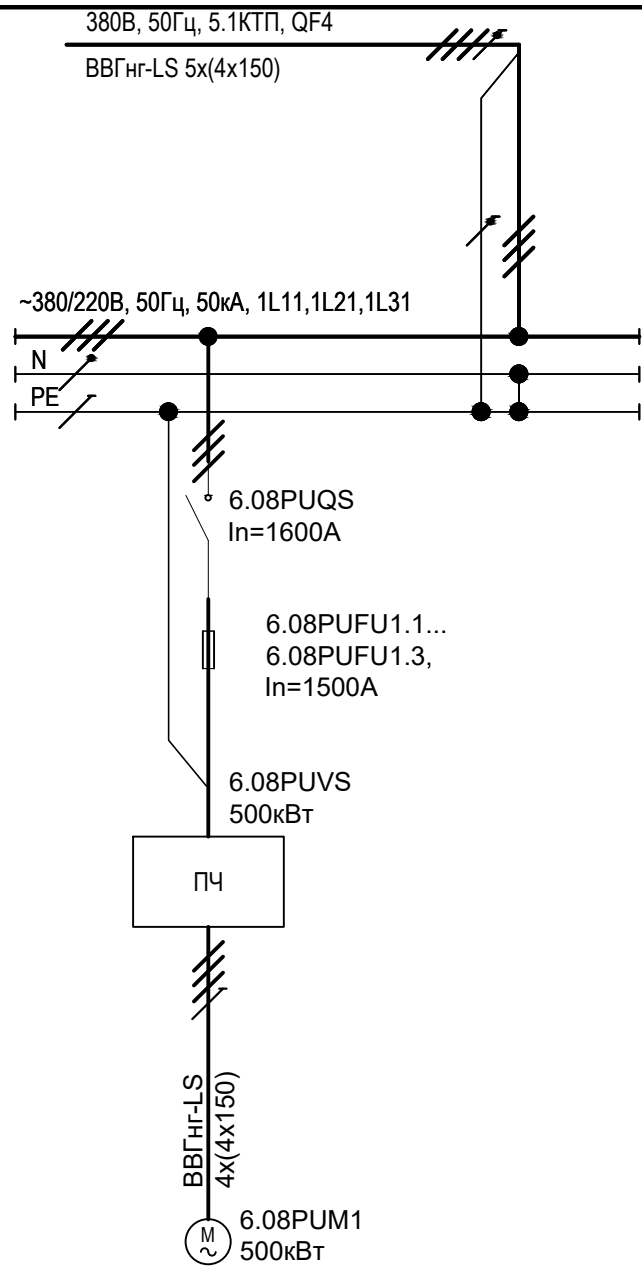 380В, 50Гц, 5.1КТП, QF4
ВВГнг-LS 5х(4х150)
~380/220В, 50Гц, 50кА, 1L11,1L21,1L31
N
PE
6.08PUQS
In=1600A
6.08PUFU1.1...
6.08PUFU1.3,
In=1500A
6.08PUVS
500кВт
ПЧ
ВВГнг-LS
4х(4х150)
6.08PUM1
500кВт
M
~